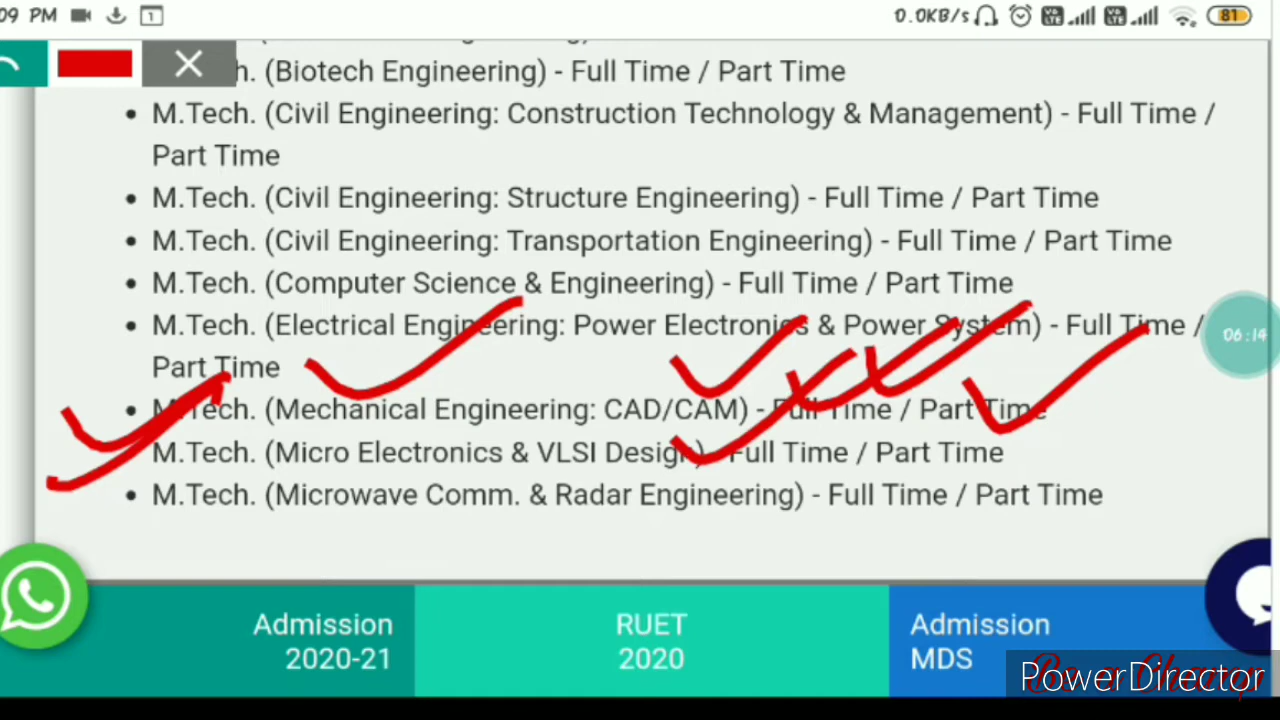 09 PM
0.0KB/s
81
h. (Biotech Engineering) - Full Time / Part Time
• M.Tech. (Civil Engineering: Construction Technology & Management) - Full Time /
Part Time
• M.Tech. (Civil Engineering: Structure Engineering) - Full Time / Part Time
• M.Tech. (Civil Engineering: Transportation Engineering) - Full Time / Part Time
• M.Tech. (Computer Science & Engineering) - Full Time / Part Time
• M.Tech. (Electrical Engineering: Power Electronics & Power System) - Full Time /
Part Time
06:14
• M.Tech. (Mechanical Engineering: CAD/CAM) - Full Time / Part Time
M.Tech. (Micro Electronics & VLSI Design) - Full Time / Part Time
• M.Tech. (Microwave Comm. & Radar Engineering) - Full Time / Part Time
Admission
2020-21
RUET
2020
Admission
MDS
PowerDirector